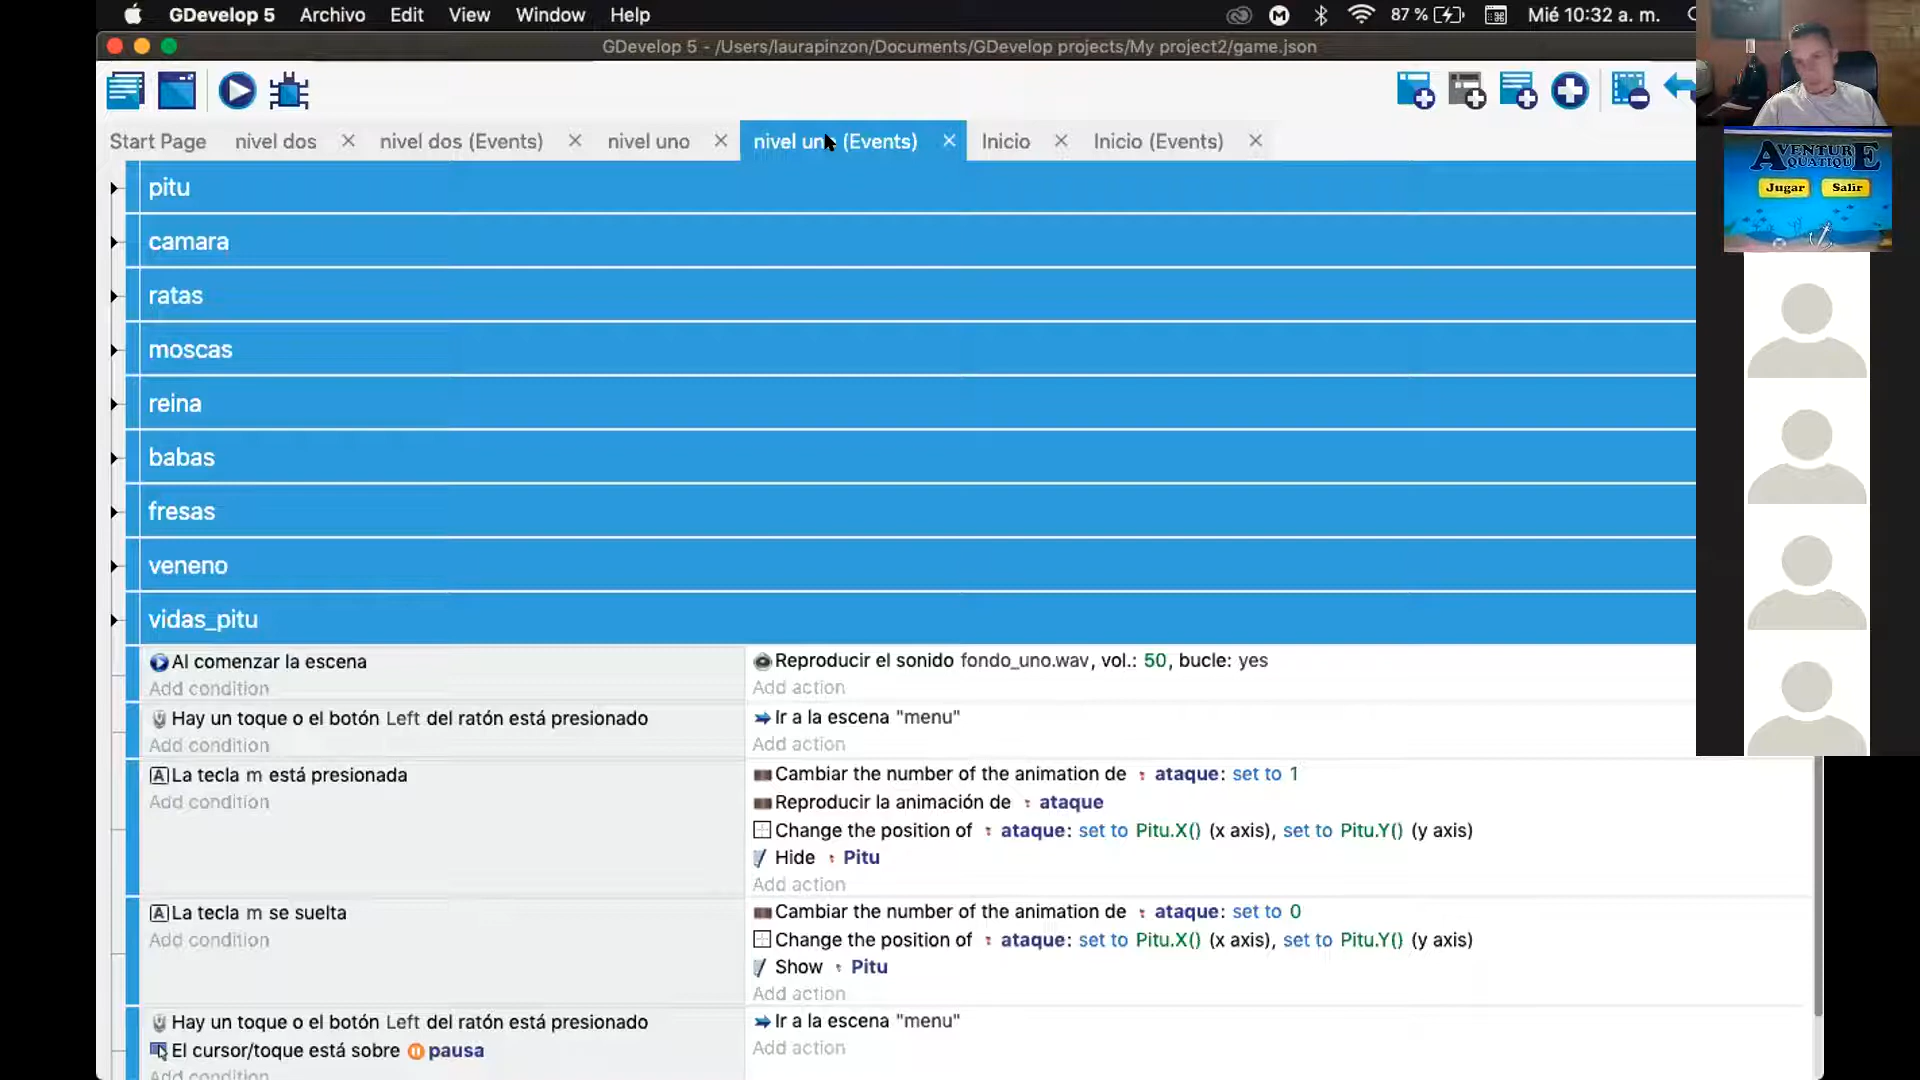 GDevelop 5 Archivo Edit View Window Help 87 % Mié 10:32 a. m.
GDevelop 5 - /Users/laurapinzon/Documents/GDevelop projects/My project2/game.json
Start Page nivel dos nivel dos (Events) nivel uno nivel uno (Events) Inicio Inicio (Events)
AVENTURE
AQUATIQUE
Jugar Salir
pitu
camara
ratas
moscas
reina
babas
fresas
veneno
vidas_pitu
Al comenzar la escena
Add condition
Reproducir el sonido fondo_uno.wav, vol.: 50, bucle: yes
Add action
Hay un toque o el botón Left del ratón está presionado
Add condition
Ir a la escena "menu"
Add action
La tecla m está presionada
Add condition
Cambiar the number of the animation de ataque: set to 1
Reproducir la animación de ataque
Change the position of ataque: set to Pitu.X() (x axis), set to Pitu.Y() (y axis)
Hide Pitu
Add action
La tecla m se suelta
Add condition
Cambiar the number of the animation de ataque: set to 0
Change the position of ataque: set to Pitu.X() (x axis), set to Pitu.Y() (y axis)
Show Pitu
Add action
Hay un toque o el botón Left del ratón está presionado
El cursor/toque está sobre pausa
Add condition
Ir a la escena "menu"
Add action